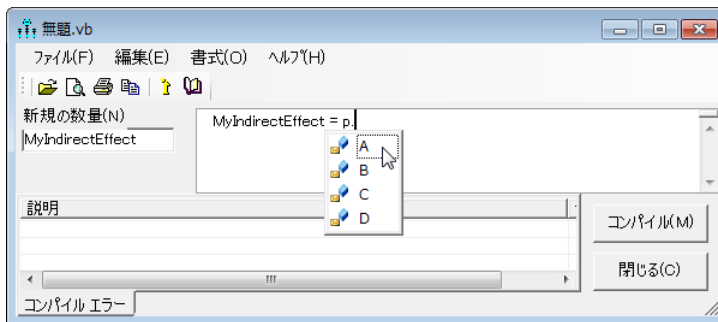 無題.vb
ファイル(F) 編集(E) 書式(O) ヘルプ(H)
新規の数量(N)
MyIndirectEffect
MyIndirectEffect = p.
A
B
C
D
説明
コンパイル(M)
閉じる(C)
コンパイル エラー